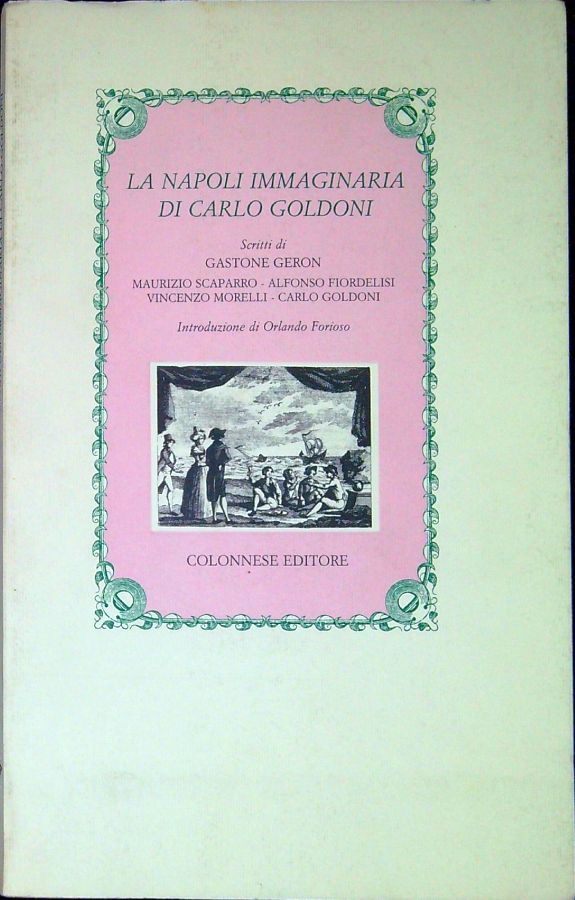 LA NAPOLI IMMAGINARIA
DI CARLO GOLDONI
Scritti di
GASTONE GERON
MAURIZIO SCAPARRO - ALFONSO FIORDELISI
VINCENZO MORELLI - CARLO GOLDONI
Introduzione di Orlando Forioso
COLONNESE EDITORE